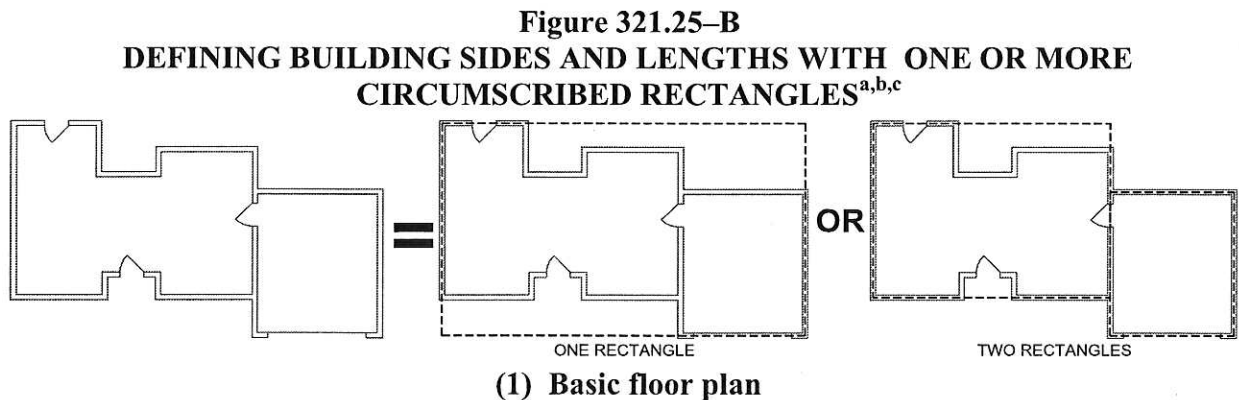 Figure 321.25–B
DEFINING BUILDING SIDES AND LENGTHS WITH ONE OR MORE
CIRCUMSCRIBED RECTANGLESa,b,c
OR
ONE RECTANGLE
TWO RECTANGLES
(1) Basic floor plan